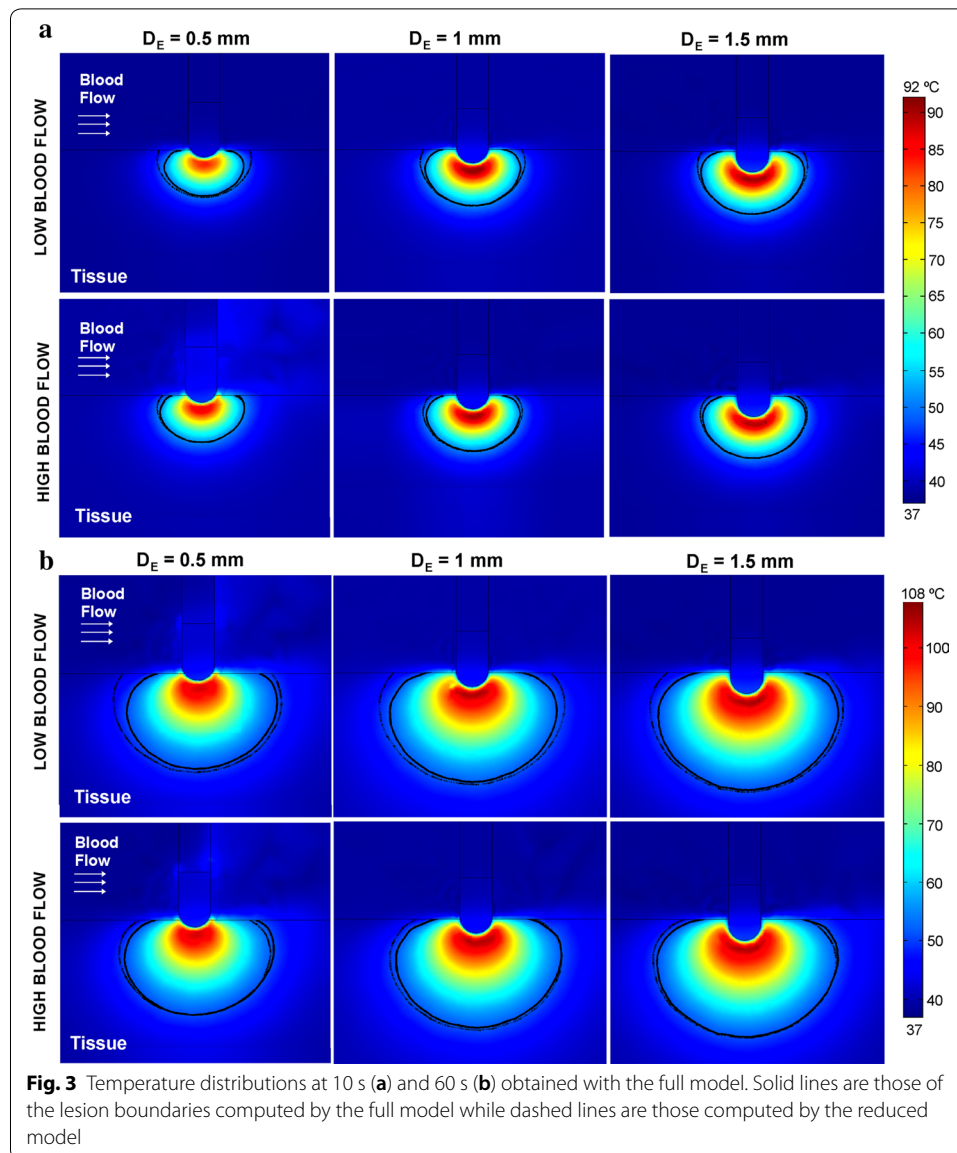 a
D_E = 0.5 mm D_E = 1 mm D_E = 1.5 mm
LOW BLOOD FLOW
Blood
Flow
Tissue
92 ºC
90
85
80
75
70
65
60
55
50
45
40
37
HIGH BLOOD FLOW
Blood
Flow
Tissue
b
D_E = 0.5 mm D_E = 1 mm D_E = 1.5 mm
LOW BLOOD FLOW
Blood
Flow
Tissue
108 ºC
100
90
80
70
60
50
40
37
HIGH BLOOD FLOW
Blood
Flow
Tissue
Fig. 3 Temperature distributions at 10 s (a) and 60 s (b) obtained with the full model. Solid lines are those of
the lesion boundaries computed by the full model while dashed lines are those computed by the reduced
model